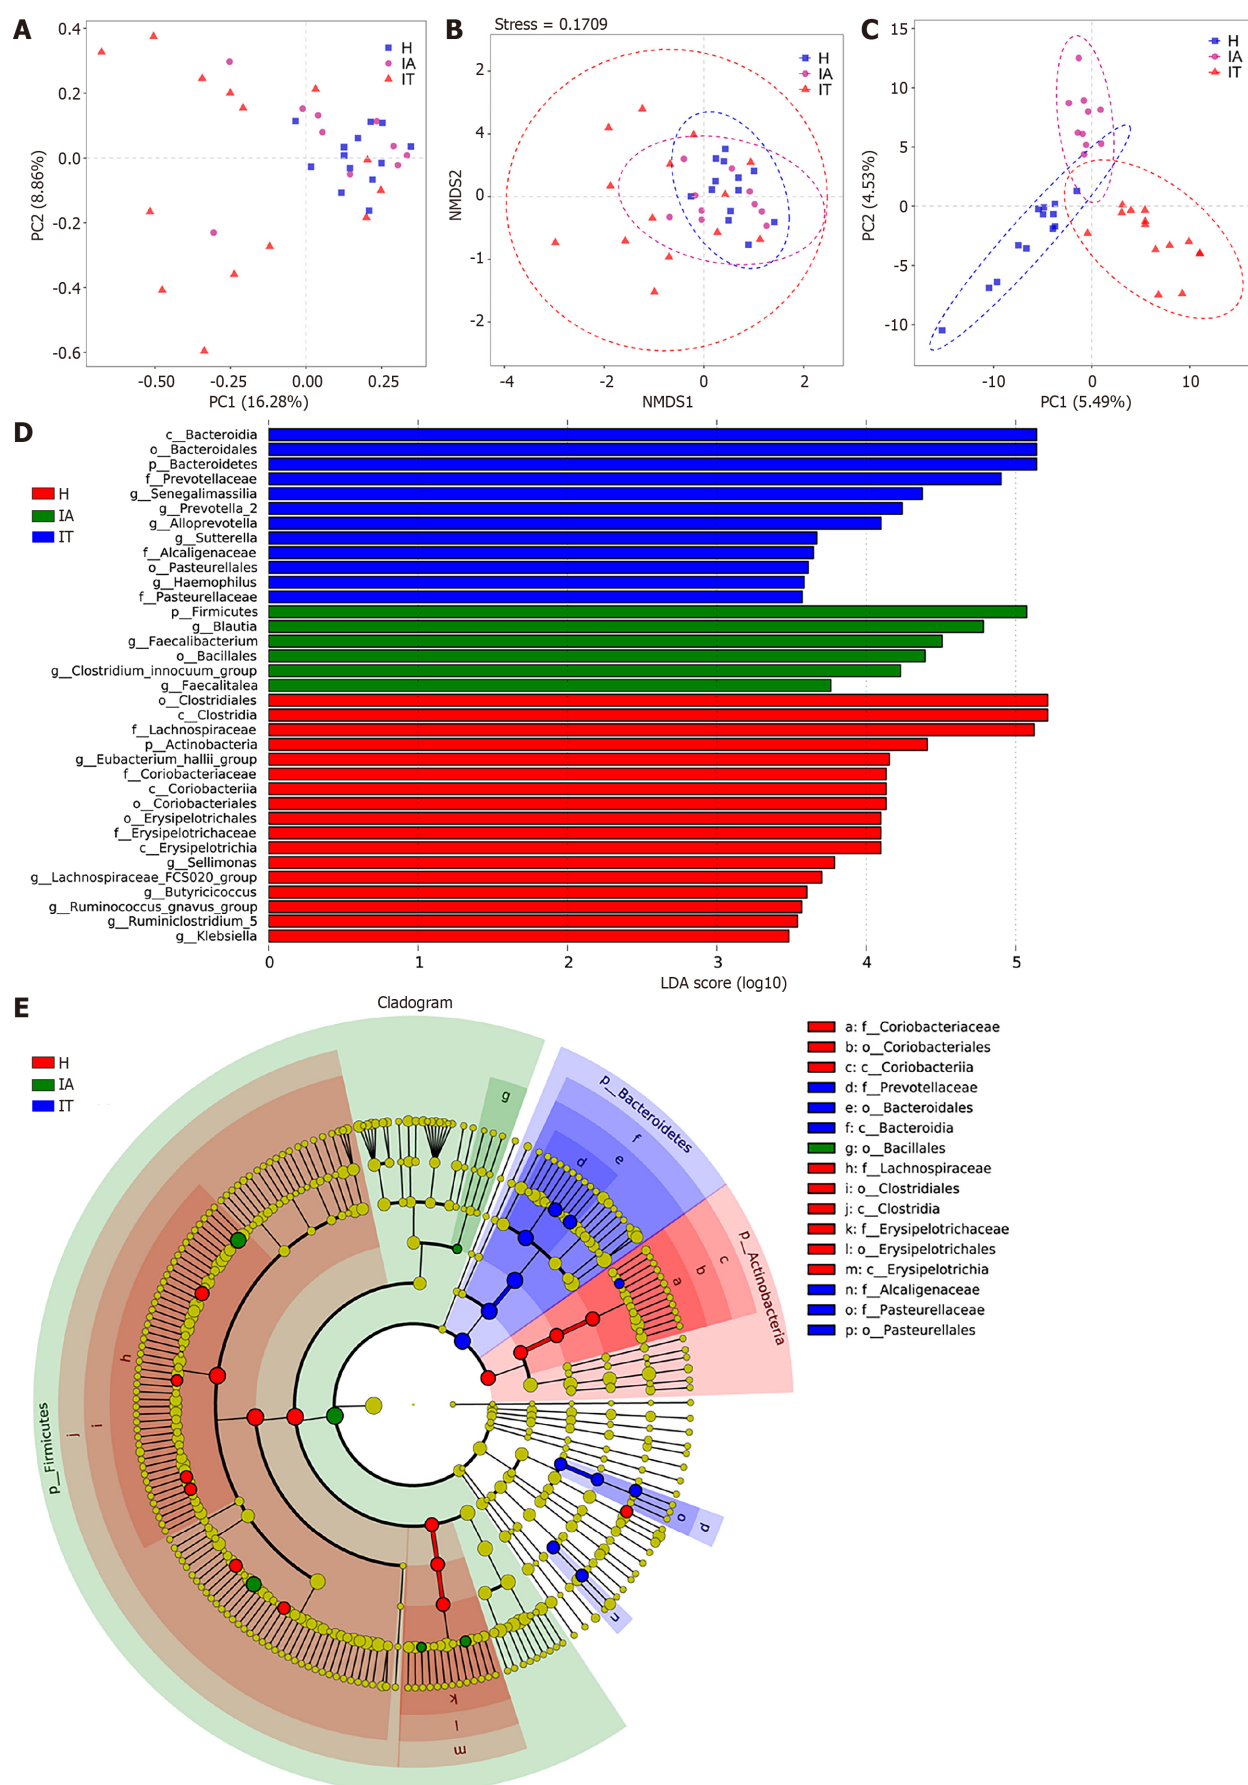 A
H
IA
IT
0.4
0.2
0.0
-0.2
-0.4
-0.6
PC2 (8.86%)
-0.50
-0.25
0.00
0.25
PC1 (16.28%)
B
Stress = 0.1709
H
IA
IT
2
4
0
-1
-2
NMDS2
-4
-2
0
2
NMDS1
C
H
IA
IT
15
10
5
0
-5
-10
PC2 (4.53%)
-10
0
10
PC1 (5.49%)
D
H
IA
IT
c__Bacteroidia
o__Bacteroidales
p__Bacteroidetes
f__Prevotellaceae
g__Senegalimassilia
g__Prevotella_2
g__Alloprevotella
g__Sutterella
f__Alcaligenaceae
o__Pasteurellales
g__Haemophilus
f__Pasteurellaceae
p__Firmicutes
g__Blautia
g__Faecalibacterium
o__Bacillales
g__Clostridium_innocuum_group
g__Faecalitalea
o__Clostridiales
c__Clostridia
f__Lachnospiraceae
p__Actinobacteria
g__Eubacterium_hallii_group
f__Coriobacteriaceae
c__Coriobacteriia
o__Coriobacteriales
o__Erysipelotrichales
f__Erysipelotrichaceae
c__Erysipelotrichia
g__Sellimonas
g__Lachnospiraceae_FCS020_group
g__Butyricicoccus
g__Ruminococcus_gnavus_group
g__Ruminiclostridium_5
g__Klebsiella
0
1
2
3
4
5
LDA score (log10)
E
Cladogram
H
IA
IT
p__Firmicutes
j
i
h
g
p__Bacteroidetes
f
e
d
p__Actinobacteria
c
b
a
p
o
n
k
l
m
a: f__Coriobacteriaceae
b: o__Coriobacteriales
c: c__Coriobacteriia
d: f__Prevotellaceae
e: o__Bacteroidales
f: c__Bacteroidia
g: o__Bacillales
h: f__Lachnospiraceae
i: o__Clostridiales
j: c__Clostridia
k: f__Erysipelotrichaceae
l: o__Erysipelotrichales
m: c__Erysipelotrichia
n: f__Alcaligenaceae
o: f__Pasteurellaceae
p: o__Pasteurellales